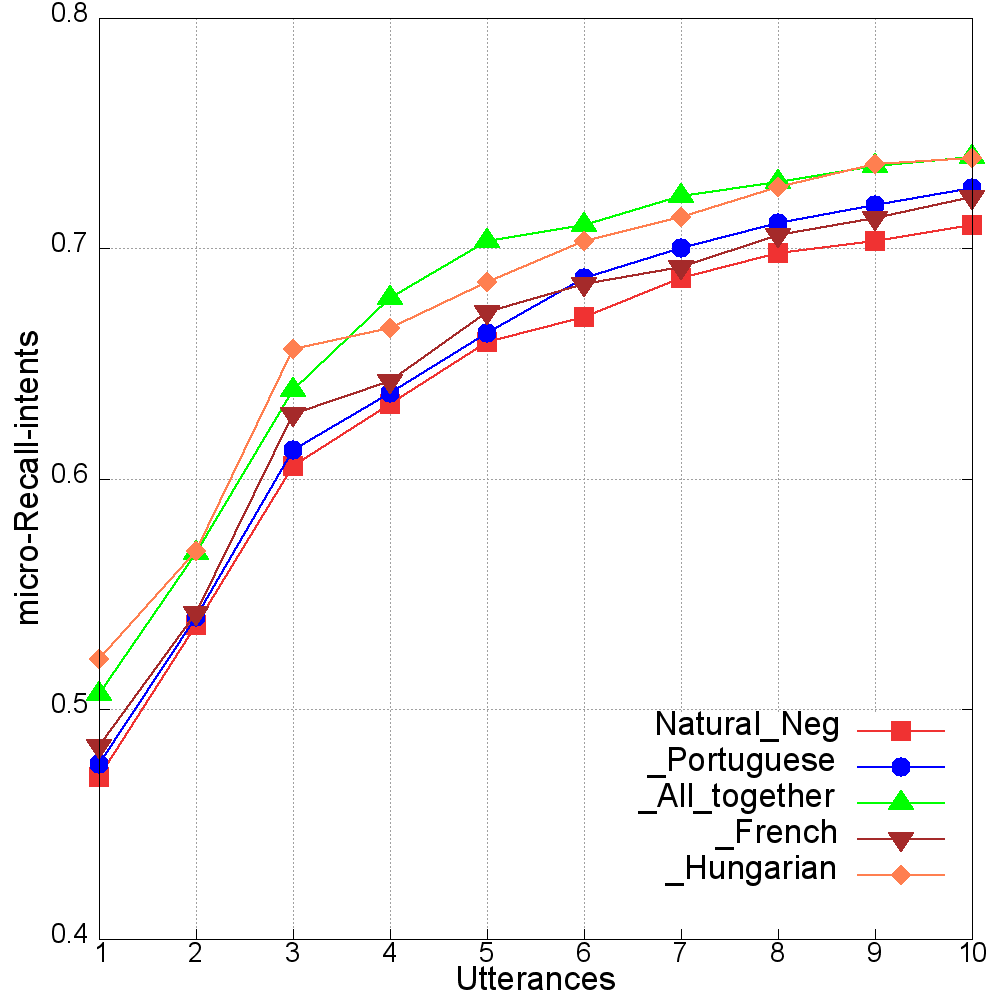 0.8
0.7
0.6
0.5
0.4
micro-Recall-intents
Natural_Neg
_Portuguese
_All_together
_French
_Hungarian
1 2 3 4 5 6 7 8 9 10
Utterances